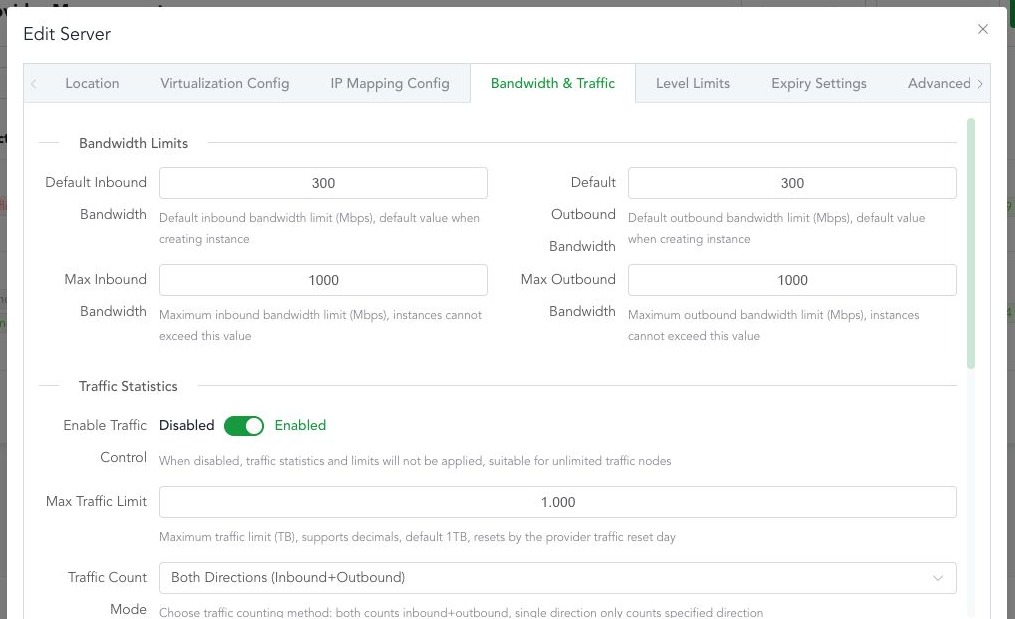 Edit Server
Location Virtualization Config IP Mapping Config Bandwidth & Traffic Level Limits Expiry Settings Advanced
Bandwidth Limits
Default Inbound Bandwidth 300
Default inbound bandwidth limit (Mbps), default value when
creating instance
Default Outbound Bandwidth 300
Default outbound bandwidth limit (Mbps), default value
when creating instance
Max Inbound Bandwidth 1000
Maximum inbound bandwidth limit (Mbps), instances cannot
exceed this value
Max Outbound Bandwidth 1000
Maximum outbound bandwidth limit (Mbps), instances
cannot exceed this value
Traffic Statistics
Enable Traffic Control Disabled Enabled
When disabled, traffic statistics and limits will not be applied, suitable for unlimited traffic nodes
Max Traffic Limit 1.000
Maximum traffic limit (TB), supports decimals, default 1TB, resets by the provider traffic reset day
Traffic Count Mode Both Directions (Inbound+Outbound)
Choose traffic counting method: both counts inbound+outbound, single direction only counts specified direction